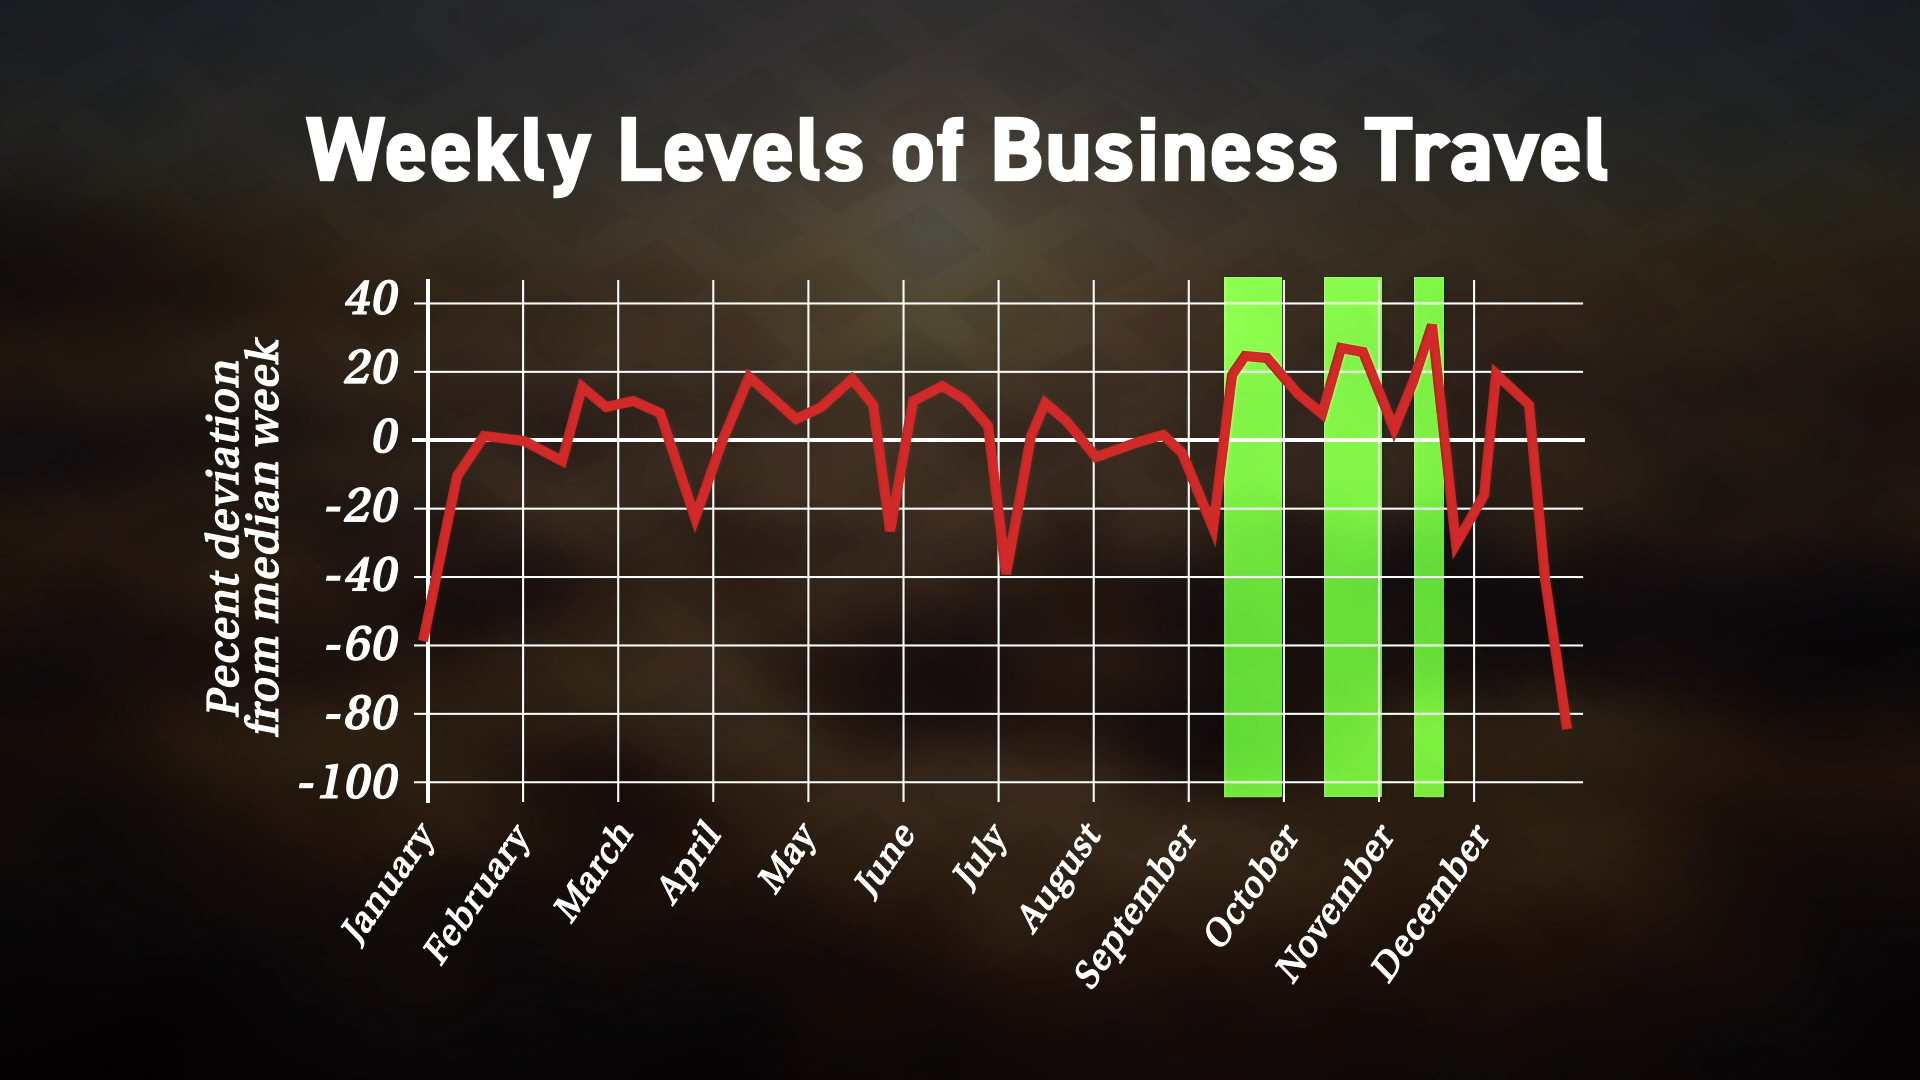 Weekly Levels of Business Travel
Pecent deviation
from median week
40
20
0
-20
-40
-60
-80
-100
January
February
March
April
May
June
July
August
September
October
November
December